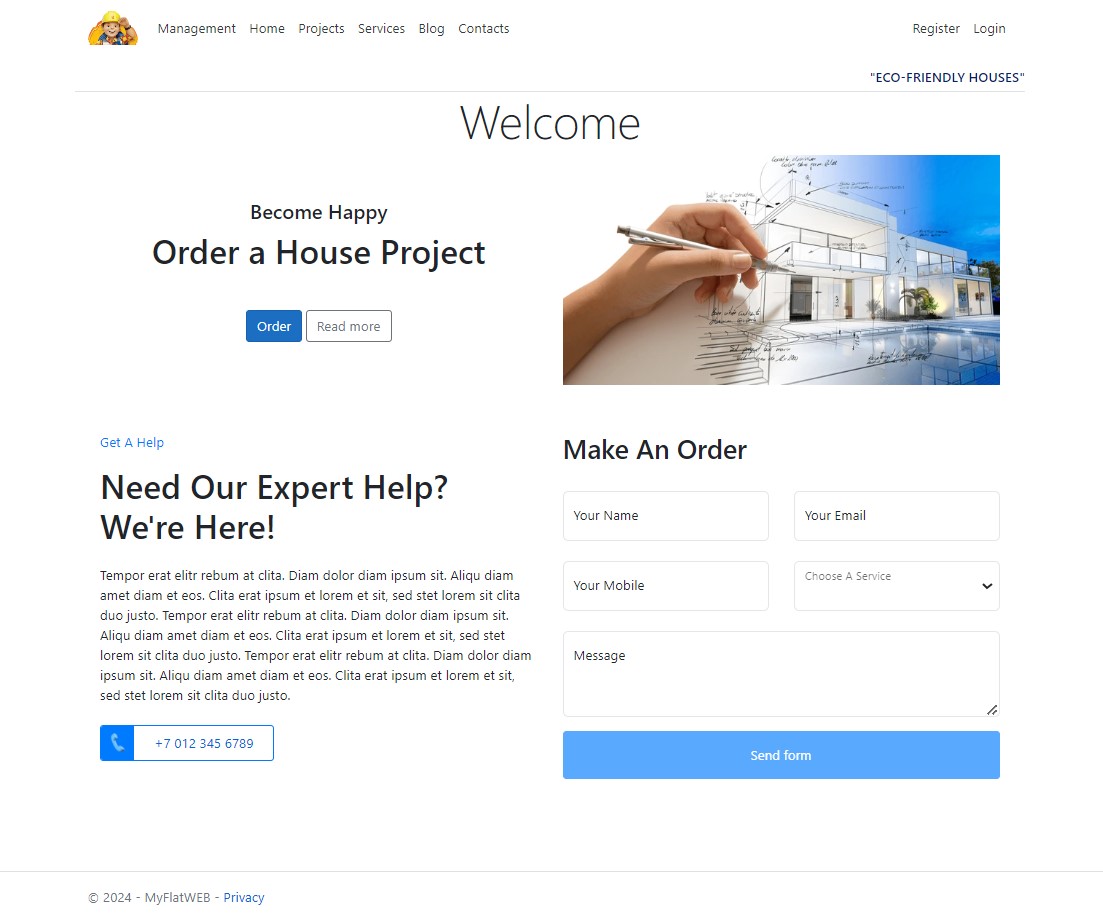 Management Home Projects Services Blog Contacts Register Login
"ECO-FRIENDLY HOUSES"
Welcome
Become Happy
Order a House Project
Order Read more
Get A Help
Need Our Expert Help?
We're Here!
Tempor erat elitr rebum at clita. Diam dolor diam ipsum sit. Aliqu diam
amet diam et eos. Clita erat ipsum et lorem et sit, sed stet lorem sit clita
duo justo. Tempor erat elitr rebum at clita. Diam dolor diam ipsum sit.
Aliqu diam amet diam et eos. Clita erat ipsum et lorem et sit, sed stet
lorem sit clita duo justo. Tempor erat elitr rebum at clita. Diam dolor diam
ipsum sit. Aliqu diam amet diam et eos. Clita erat ipsum et lorem et sit,
sed stet lorem sit clita duo justo.
+7 012 345 6789
Make An Order
Your Name
Your Email
Your Mobile
Choose A Service
Message
Send form
© 2024 - MyFlatWEB - Privacy